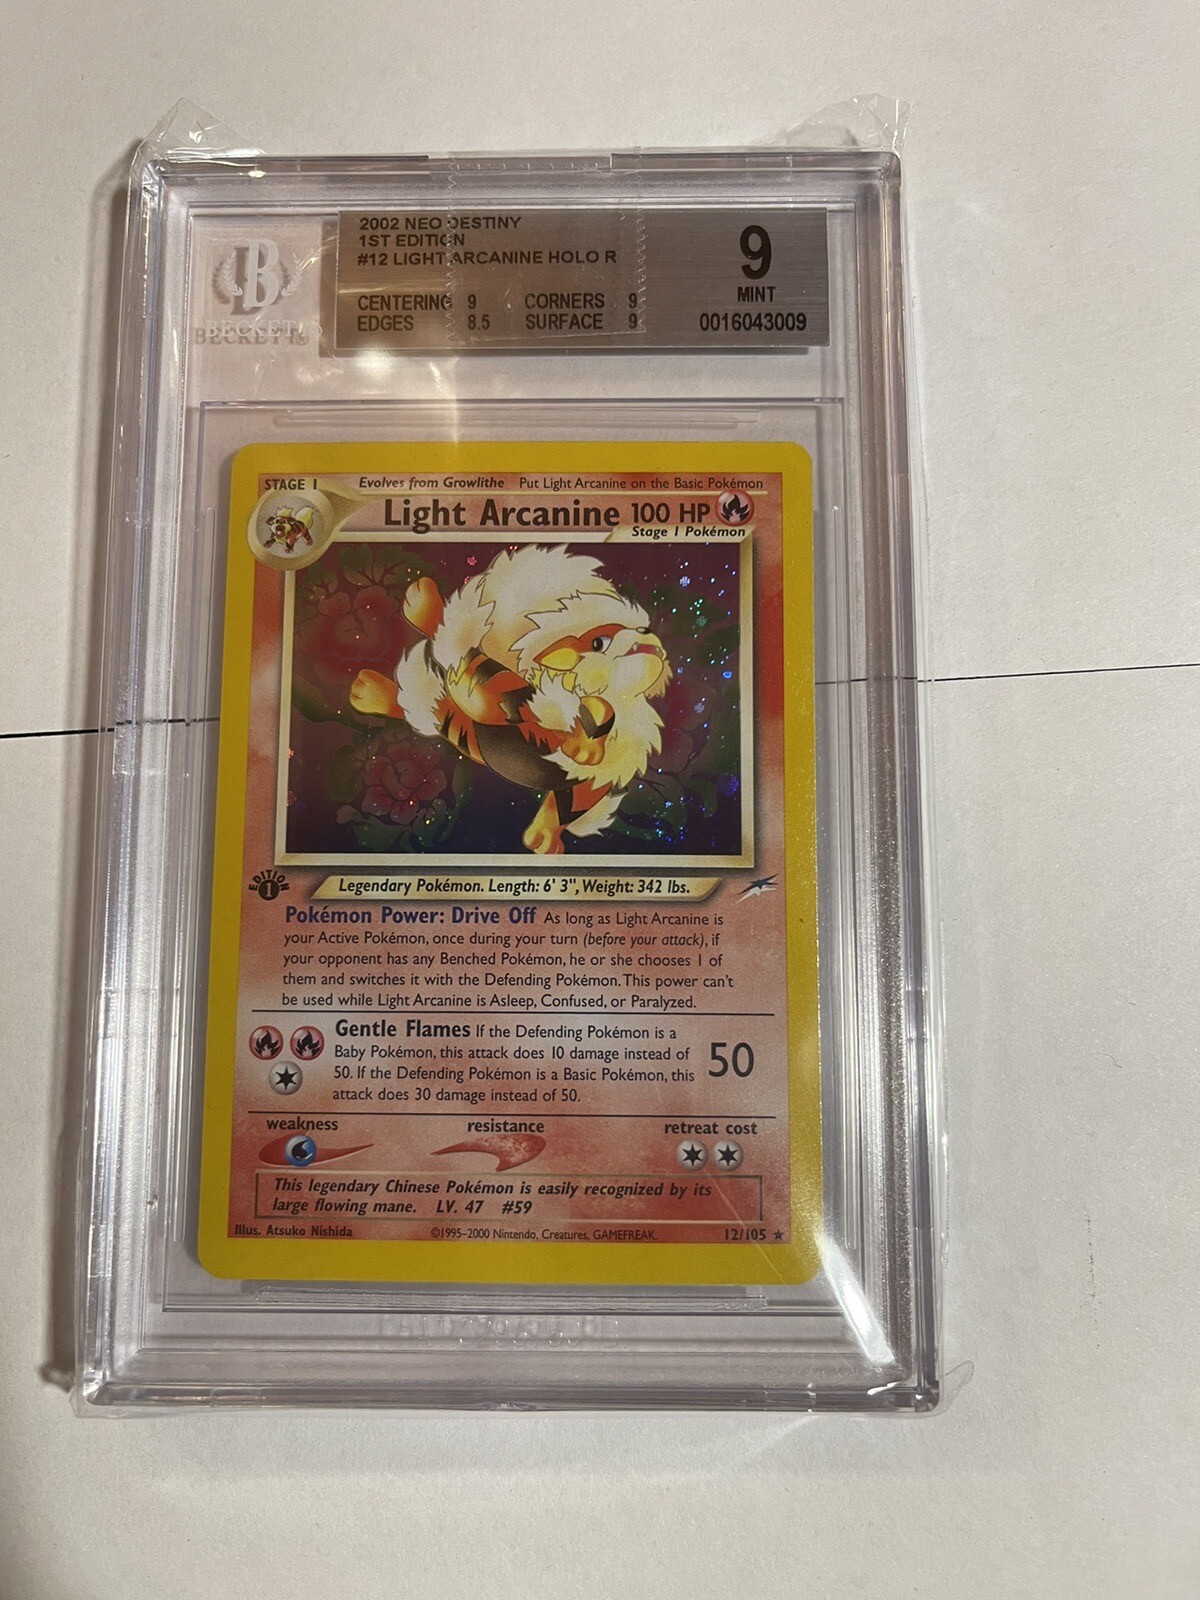 2002 NEO DESTINY
1ST EDITION
#12 LIGHT ARCANINE HOLO R
CENTERING 9 CORNERS 9
EDGES 8.5 SURFACE 9
9
MINT
0016043009
B
BECKETT
STAGE 1 Evolves from Growlithe Put Light Arcanine on the Basic Pokémon
Light Arcanine 100 HP
Stage 1 Pokémon
EDITION
1
Legendary Pokémon. Length: 6' 3", Weight: 342 lbs.
Pokémon Power: Drive Off As long as Light Arcanine is
your Active Pokémon, once during your turn (before your attack), if
your opponent has any Benched Pokémon, he or she chooses 1 of
them and switches it with the Defending Pokémon. This power can't
be used while Light Arcanine is Asleep, Confused, or Paralyzed.
Gentle Flames If the Defending Pokémon is a
Baby Pokémon, this attack does 10 damage instead of
50. If the Defending Pokémon is a Basic Pokémon, this
attack does 30 damage instead of 50.
50
weakness resistance retreat cost
This legendary Chinese Pokémon is easily recognized by its
large flowing mane. LV. 47 #59
Illus. Atsuko Nishida ©1995–2000 Nintendo, Creatures, GAMEFREAK. 12/105 ★